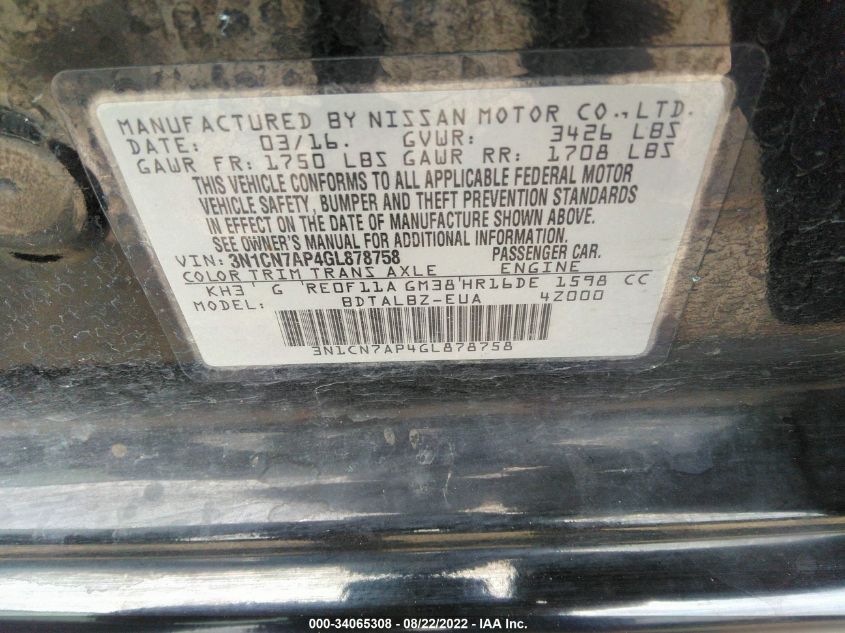 MANUFACTURED BY NISSAN MOTOR CO.,LTD.
DATE: 03/16. GVWR: 3426 LBS
GAWR FR: 1750 LBS GAWR RR: 1708 LBS
THIS VEHICLE CONFORMS TO ALL APPLICABLE FEDERAL MOTOR
VEHICLE SAFETY, BUMPER AND THEFT PREVENTION STANDARDS
IN EFFECT ON THE DATE OF MANUFACTURE SHOWN ABOVE.
SEE OWNER'S MANUAL FOR ADDITIONAL INFORMATION.
VIN: 3N1CN7AP4GL878758 PASSENGER CAR.
COLOR TRIM TRANS AXLE ENGINE
KH3 G 'RE0F11A GM38'HR16DE 1598 CC
MODEL: BDTALBZ-EUA 4Z000
3N1CN7AP4GL878758
000-34065308 - 08/22/2022 - IAA Inc.